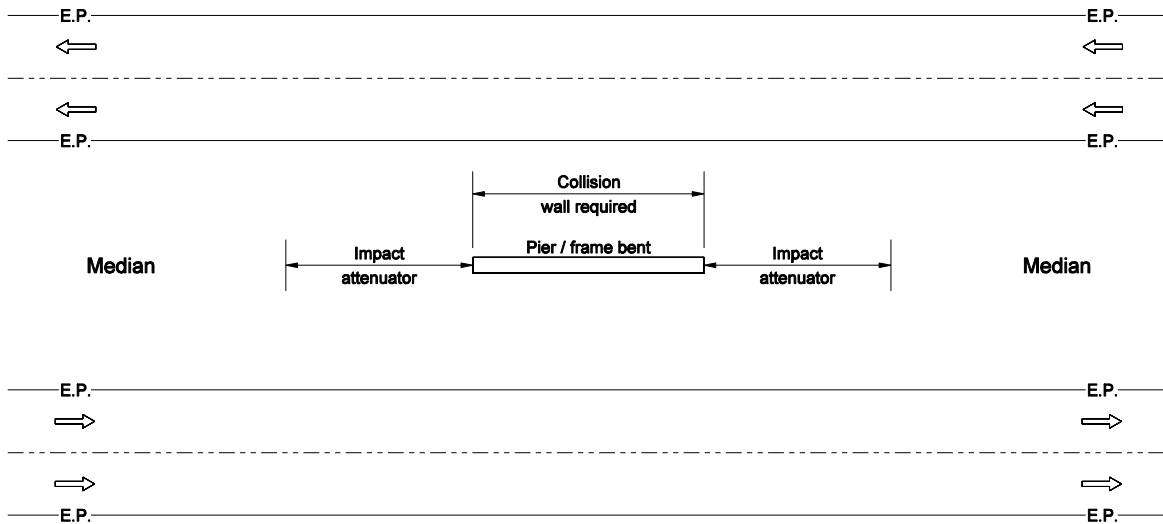 E.P. E.P.
E.P. E.P.
Collision
wall required
Pier / frame bent
Impact
attenuator
Impact
attenuator
Median
Median
E.P. E.P.
E.P. E.P.